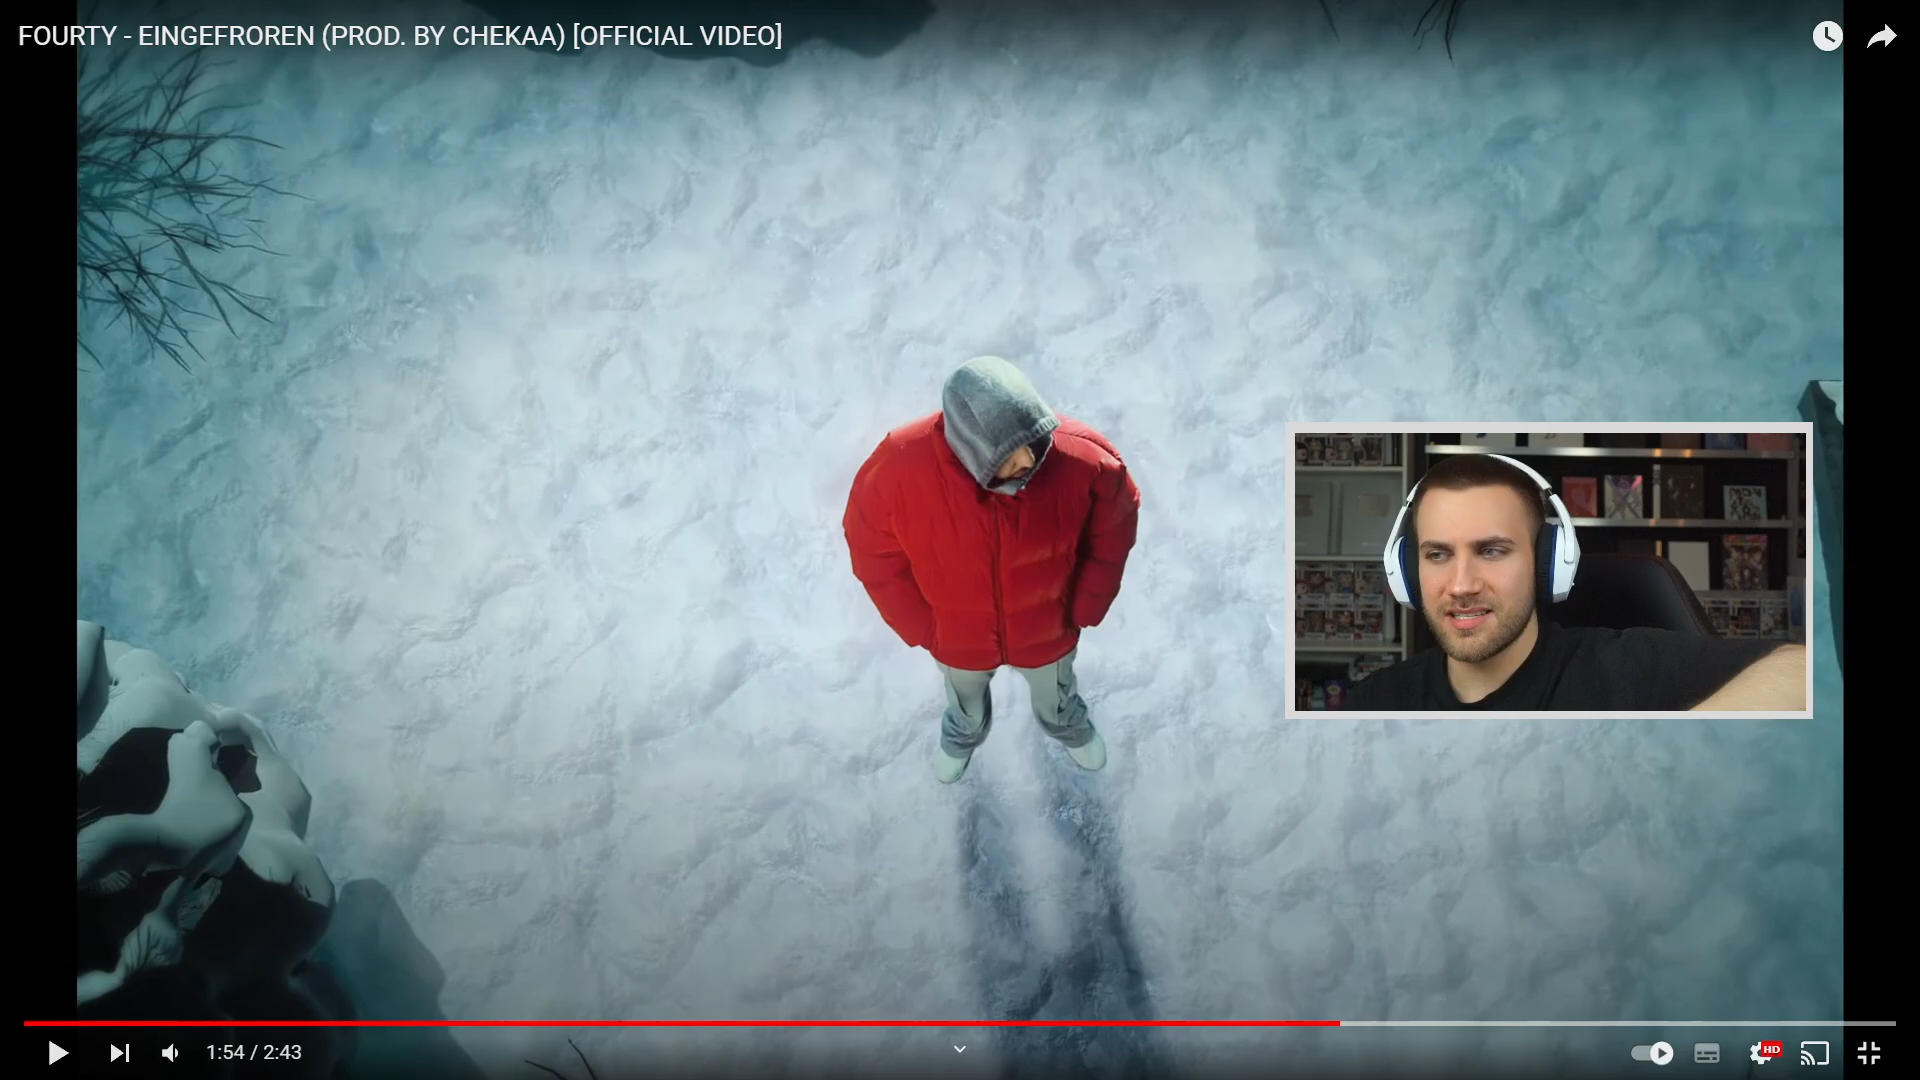 FOURTY - EINGEFROREN (PROD. BY CHEKAA) [OFFICIAL VIDEO]
1:54 / 2:43
HD